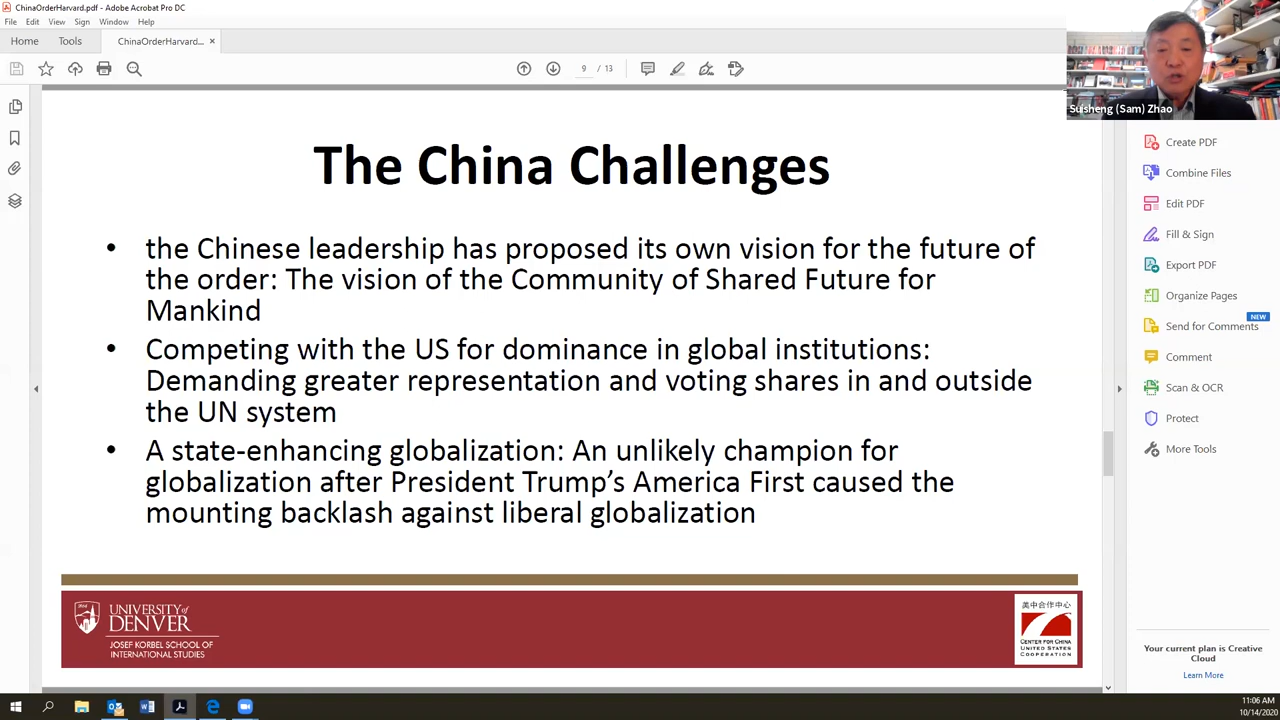 ChinaOrderHarvard.pdf - Adobe Acrobat Pro DC
File Edit View Sign Window Help
Home Tools ChinaOrderHarvard... ×
9 / 13
Suisheng (Sam) Zhao
The China Challenges
• the Chinese leadership has proposed its own vision for the future of
the order: The vision of the Community of Shared Future for
Mankind
• Competing with the US for dominance in global institutions:
Demanding greater representation and voting shares in and outside
the UN system
• A state-enhancing globalization: An unlikely champion for
globalization after President Trump’s America First caused the
mounting backlash against liberal globalization
UNIVERSITY of
DENVER
JOSEF KORBEL SCHOOL OF
INTERNATIONAL STUDIES
美中合作中心
CENTER FOR CHINA
UNITED STATES
COOPERATION
Create PDF
Combine Files
Edit PDF
Fill & Sign
Export PDF
Organize Pages
NEW
Send for Comments
Comment
Scan & OCR
Protect
More Tools
Your current plan is Creative
Cloud
Learn More
11:06 AM
10/14/2020